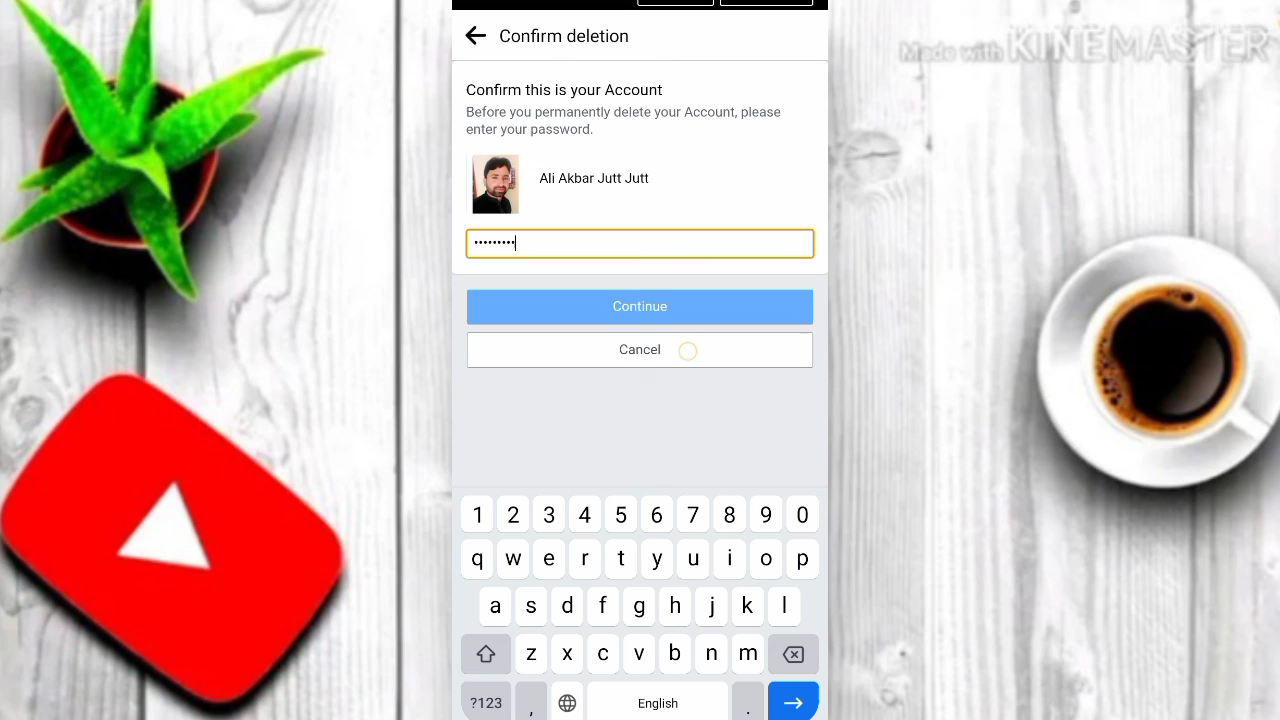 Made with KINEMASTER
Confirm deletion
Confirm this is your Account
Before you permanently delete your Account, please
enter your password.
Ali Akbar Jutt Jutt
•••••••••
Continue
Cancel
1 2 3 4 5 6 7 8 9 0
q w e r t y u i o p
a s d f g h j k l
z x c v b n m
?123 , English .